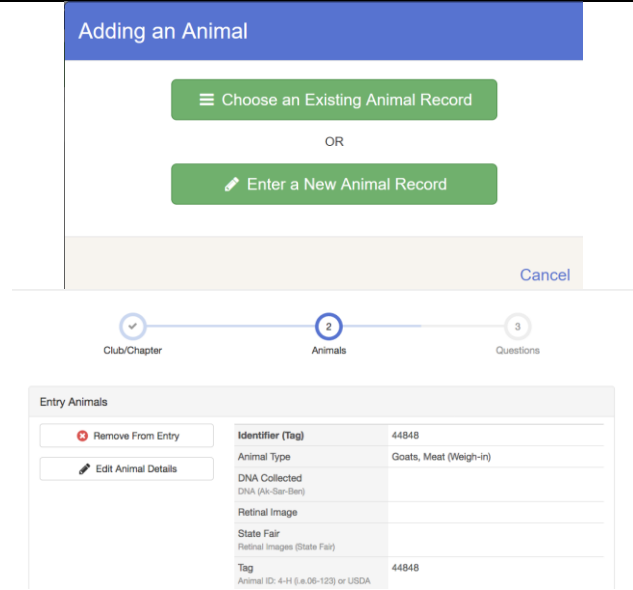 Adding an Animal
Choose an Existing Animal Record
OR
Enter a New Animal Record
Cancel
2
3
Club/Chapter
Animals
Questions
Entry Animals
Remove From Entry
Edit Animal Details
Identifier (Tag) 44848
Animal Type Goats, Meat (Weigh-in)
DNA Collected
DNA (Ak-Sar-Ben)
Retinal Image
State Fair
Retinal Images (State Fair)
Tag 44848
Animal ID: 4-H (i.e.06-123) or USDA